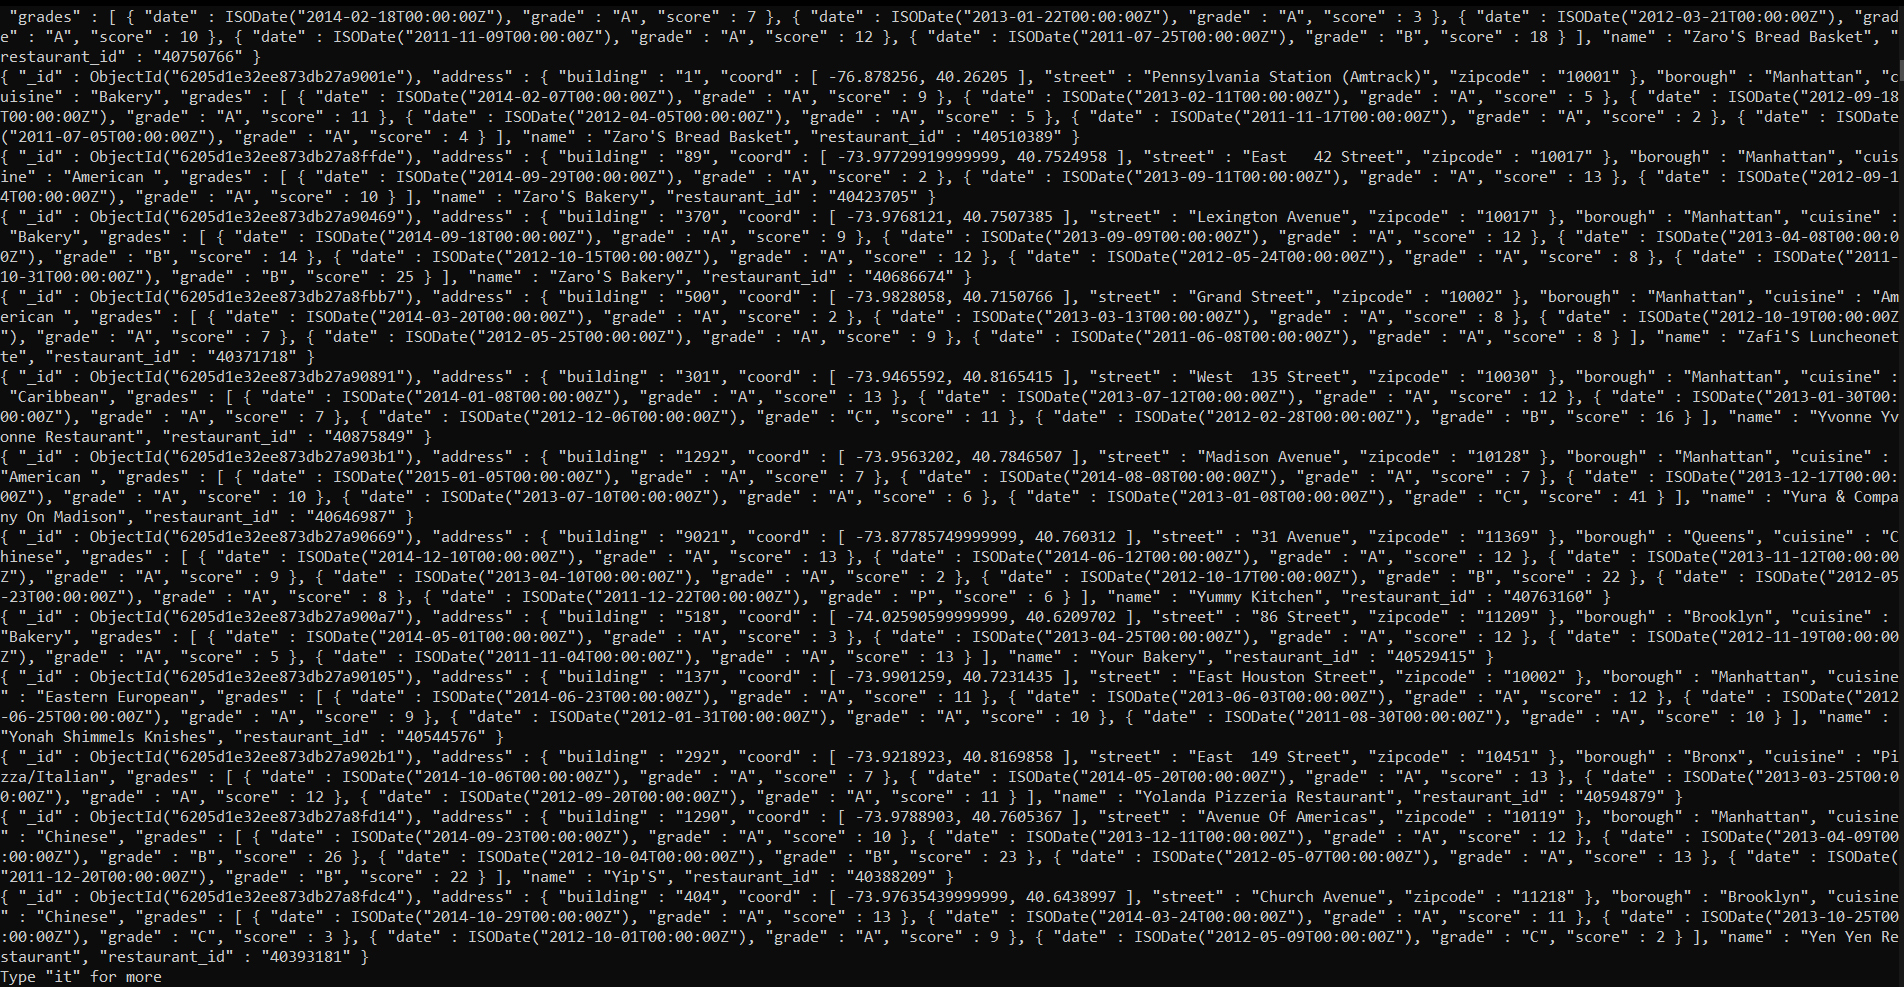 "grades" : [ { "date" : ISODate("2014-02-18T00:00:00Z"), "grade" : "A", "score" : 7 }, { "date" : ISODate("2013-01-22T00:00:00Z"), "grade" : "A", "score" : 3 }, { "date" : ISODate("2012-03-21T00:00:00Z"), "grad
e" : "A", "score" : 10 }, { "date" : ISODate("2011-11-09T00:00:00Z"), "grade" : "A", "score" : 12 }, { "date" : ISODate("2011-07-25T00:00:00Z"), "grade" : "B", "score" : 18 } ], "name" : "Zaro'S Bread Basket", "
restaurant_id" : "40750766" }
{ "_id" : ObjectId("6205d1e32ee873db27a9001e"), "address" : { "building" : "1", "coord" : [ -76.878256, 40.26205 ], "street" : "Pennsylvania Station (Amtrack)", "zipcode" : "10001" }, "borough" : "Manhattan", "c
uisine" : "Bakery", "grades" : [ { "date" : ISODate("2014-02-07T00:00:00Z"), "grade" : "A", "score" : 9 }, { "date" : ISODate("2013-02-11T00:00:00Z"), "grade" : "A", "score" : 5 }, { "date" : ISODate("2012-09-18
T00:00:00Z"), "grade" : "A", "score" : 11 }, { "date" : ISODate("2012-04-05T00:00:00Z"), "grade" : "A", "score" : 5 }, { "date" : ISODate("2011-11-17T00:00:00Z"), "grade" : "A", "score" : 2 }, { "date" : ISODate
("2011-07-05T00:00:00Z"), "grade" : "A", "score" : 4 } ], "name" : "Zaro'S Bread Basket", "restaurant_id" : "40510389" }
{ "_id" : ObjectId("6205d1e32ee873db27a8ffde"), "address" : { "building" : "89", "coord" : [ -73.97729919999999, 40.7524958 ], "street" : "East   42 Street", "zipcode" : "10017" }, "borough" : "Manhattan", "cuis
ine" : "American ", "grades" : [ { "date" : ISODate("2014-09-29T00:00:00Z"), "grade" : "A", "score" : 2 }, { "date" : ISODate("2013-09-11T00:00:00Z"), "grade" : "A", "score" : 13 }, { "date" : ISODate("2012-09-1
4T00:00:00Z"), "grade" : "A", "score" : 10 } ], "name" : "Zaro'S Bakery", "restaurant_id" : "40423705" }
{ "_id" : ObjectId("6205d1e32ee873db27a90469"), "address" : { "building" : "370", "coord" : [ -73.9768121, 40.7507385 ], "street" : "Lexington Avenue", "zipcode" : "10017" }, "borough" : "Manhattan", "cuisine" :
 "Bakery", "grades" : [ { "date" : ISODate("2014-09-18T00:00:00Z"), "grade" : "A", "score" : 9 }, { "date" : ISODate("2013-09-09T00:00:00Z"), "grade" : "A", "score" : 12 }, { "date" : ISODate("2013-04-08T00:00:0
0Z"), "grade" : "B", "score" : 14 }, { "date" : ISODate("2012-10-15T00:00:00Z"), "grade" : "A", "score" : 12 }, { "date" : ISODate("2012-05-24T00:00:00Z"), "grade" : "A", "score" : 8 }, { "date" : ISODate("2011-
10-31T00:00:00Z"), "grade" : "B", "score" : 25 } ], "name" : "Zaro'S Bakery", "restaurant_id" : "40686674" }
{ "_id" : ObjectId("6205d1e32ee873db27a8fbb7"), "address" : { "building" : "500", "coord" : [ -73.9828058, 40.7150766 ], "street" : "Grand Street", "zipcode" : "10002" }, "borough" : "Manhattan", "cuisine" : "Am
erican ", "grades" : [ { "date" : ISODate("2014-03-20T00:00:00Z"), "grade" : "A", "score" : 2 }, { "date" : ISODate("2013-03-13T00:00:00Z"), "grade" : "A", "score" : 8 }, { "date" : ISODate("2012-10-19T00:00:00Z
"), "grade" : "A", "score" : 7 }, { "date" : ISODate("2012-05-25T00:00:00Z"), "grade" : "A", "score" : 9 }, { "date" : ISODate("2011-06-08T00:00:00Z"), "grade" : "A", "score" : 8 } ], "name" : "Zafi'S Luncheonet
te", "restaurant_id" : "40371718" }
{ "_id" : ObjectId("6205d1e32ee873db27a90891"), "address" : { "building" : "301", "coord" : [ -73.9465592, 40.8165415 ], "street" : "West  135 Street", "zipcode" : "10030" }, "borough" : "Manhattan", "cuisine" :
 "Caribbean", "grades" : [ { "date" : ISODate("2014-01-08T00:00:00Z"), "grade" : "A", "score" : 13 }, { "date" : ISODate("2013-07-12T00:00:00Z"), "grade" : "A", "score" : 12 }, { "date" : ISODate("2013-01-30T00:
00:00Z"), "grade" : "A", "score" : 7 }, { "date" : ISODate("2012-12-06T00:00:00Z"), "grade" : "C", "score" : 11 }, { "date" : ISODate("2012-02-28T00:00:00Z"), "grade" : "B", "score" : 16 } ], "name" : "Yvonne Yv
onne Restaurant", "restaurant_id" : "40875849" }
{ "_id" : ObjectId("6205d1e32ee873db27a903b1"), "address" : { "building" : "1292", "coord" : [ -73.9563202, 40.7846507 ], "street" : "Madison Avenue", "zipcode" : "10128" }, "borough" : "Manhattan", "cuisine" :
"American ", "grades" : [ { "date" : ISODate("2015-01-05T00:00:00Z"), "grade" : "A", "score" : 7 }, { "date" : ISODate("2014-08-08T00:00:00Z"), "grade" : "A", "score" : 7 }, { "date" : ISODate("2013-12-17T00:00:
00Z"), "grade" : "A", "score" : 10 }, { "date" : ISODate("2013-07-10T00:00:00Z"), "grade" : "A", "score" : 6 }, { "date" : ISODate("2013-01-08T00:00:00Z"), "grade" : "C", "score" : 41 } ], "name" : "Yura & Compa
ny On Madison", "restaurant_id" : "40646987" }
{ "_id" : ObjectId("6205d1e32ee873db27a90669"), "address" : { "building" : "9021", "coord" : [ -73.87785749999999, 40.760312 ], "street" : "31 Avenue", "zipcode" : "11369" }, "borough" : "Queens", "cuisine" : "C
hinese", "grades" : [ { "date" : ISODate("2014-12-10T00:00:00Z"), "grade" : "A", "score" : 13 }, { "date" : ISODate("2014-06-12T00:00:00Z"), "grade" : "A", "score" : 12 }, { "date" : ISODate("2013-11-12T00:00:00
Z"), "grade" : "A", "score" : 9 }, { "date" : ISODate("2013-04-10T00:00:00Z"), "grade" : "A", "score" : 2 }, { "date" : ISODate("2012-10-17T00:00:00Z"), "grade" : "B", "score" : 22 }, { "date" : ISODate("2012-05
-23T00:00:00Z"), "grade" : "A", "score" : 8 }, { "date" : ISODate("2011-12-22T00:00:00Z"), "grade" : "P", "score" : 6 } ], "name" : "Yummy Kitchen", "restaurant_id" : "40763160" }
{ "_id" : ObjectId("6205d1e32ee873db27a900a7"), "address" : { "building" : "518", "coord" : [ -74.02590599999999, 40.6209702 ], "street" : "86 Street", "zipcode" : "11209" }, "borough" : "Brooklyn", "cuisine" :
"Bakery", "grades" : [ { "date" : ISODate("2014-05-01T00:00:00Z"), "grade" : "A", "score" : 3 }, { "date" : ISODate("2013-04-25T00:00:00Z"), "grade" : "A", "score" : 12 }, { "date" : ISODate("2012-11-19T00:00:00
Z"), "grade" : "A", "score" : 5 }, { "date" : ISODate("2011-11-04T00:00:00Z"), "grade" : "A", "score" : 13 } ], "name" : "Your Bakery", "restaurant_id" : "40529415" }
{ "_id" : ObjectId("6205d1e32ee873db27a90105"), "address" : { "building" : "137", "coord" : [ -73.9901259, 40.7231435 ], "street" : "East Houston Street", "zipcode" : "10002" }, "borough" : "Manhattan", "cuisine
" : "Eastern European", "grades" : [ { "date" : ISODate("2014-06-23T00:00:00Z"), "grade" : "A", "score" : 11 }, { "date" : ISODate("2013-06-03T00:00:00Z"), "grade" : "A", "score" : 12 }, { "date" : ISODate("2012
-06-25T00:00:00Z"), "grade" : "A", "score" : 9 }, { "date" : ISODate("2012-01-31T00:00:00Z"), "grade" : "A", "score" : 10 }, { "date" : ISODate("2011-08-30T00:00:00Z"), "grade" : "A", "score" : 10 } ], "name" :
"Yonah Shimmels Knishes", "restaurant_id" : "40544576" }
{ "_id" : ObjectId("6205d1e32ee873db27a902b1"), "address" : { "building" : "292", "coord" : [ -73.9218923, 40.8169858 ], "street" : "East  149 Street", "zipcode" : "10451" }, "borough" : "Bronx", "cuisine" : "Pi
zza/Italian", "grades" : [ { "date" : ISODate("2014-10-06T00:00:00Z"), "grade" : "A", "score" : 7 }, { "date" : ISODate("2014-05-20T00:00:00Z"), "grade" : "A", "score" : 13 }, { "date" : ISODate("2013-03-25T00:0
0:00Z"), "grade" : "A", "score" : 12 }, { "date" : ISODate("2012-09-20T00:00:00Z"), "grade" : "A", "score" : 11 } ], "name" : "Yolanda Pizzeria Restaurant", "restaurant_id" : "40594879" }
{ "_id" : ObjectId("6205d1e32ee873db27a8fd14"), "address" : { "building" : "1290", "coord" : [ -73.9788903, 40.7605367 ], "street" : "Avenue Of Americas", "zipcode" : "10119" }, "borough" : "Manhattan", "cuisine
" : "Chinese", "grades" : [ { "date" : ISODate("2014-09-23T00:00:00Z"), "grade" : "A", "score" : 10 }, { "date" : ISODate("2013-12-11T00:00:00Z"), "grade" : "A", "score" : 12 }, { "date" : ISODate("2013-04-09T00
:00:00Z"), "grade" : "B", "score" : 26 }, { "date" : ISODate("2012-10-04T00:00:00Z"), "grade" : "B", "score" : 23 }, { "date" : ISODate("2012-05-07T00:00:00Z"), "grade" : "A", "score" : 13 }, { "date" : ISODate(
"2011-12-20T00:00:00Z"), "grade" : "B", "score" : 22 } ], "name" : "Yip'S", "restaurant_id" : "40388209" }
{ "_id" : ObjectId("6205d1e32ee873db27a8fdc4"), "address" : { "building" : "404", "coord" : [ -73.97635439999999, 40.6438997 ], "street" : "Church Avenue", "zipcode" : "11218" }, "borough" : "Brooklyn", "cuisine
" : "Chinese", "grades" : [ { "date" : ISODate("2014-10-29T00:00:00Z"), "grade" : "A", "score" : 13 }, { "date" : ISODate("2014-03-24T00:00:00Z"), "grade" : "A", "score" : 11 }, { "date" : ISODate("2013-10-25T00
:00:00Z"), "grade" : "C", "score" : 3 }, { "date" : ISODate("2012-10-01T00:00:00Z"), "grade" : "A", "score" : 9 }, { "date" : ISODate("2012-05-09T00:00:00Z"), "grade" : "C", "score" : 2 } ], "name" : "Yen Yen Re
staurant", "restaurant_id" : "40393181" }
Type "it" for more